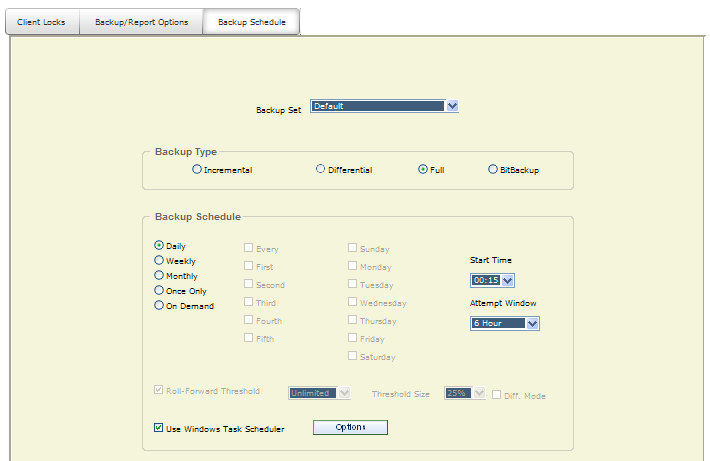 Client Locks Backup/Report Options Backup Schedule
Backup Set Default
Backup Type
Incremental Differential Full BitBackup
Backup Schedule
Daily
Weekly
Monthly
Once Only
On Demand
Every
First
Second
Third
Fourth
Fifth
Sunday
Monday
Tuesday
Wednesday
Thursday
Friday
Saturday
Start Time
00:15
Attempt Window
6 Hour
Roll-Forward Threshold Unlimited Threshold Size 25% Diff. Mode
Use Windows Task Scheduler Options